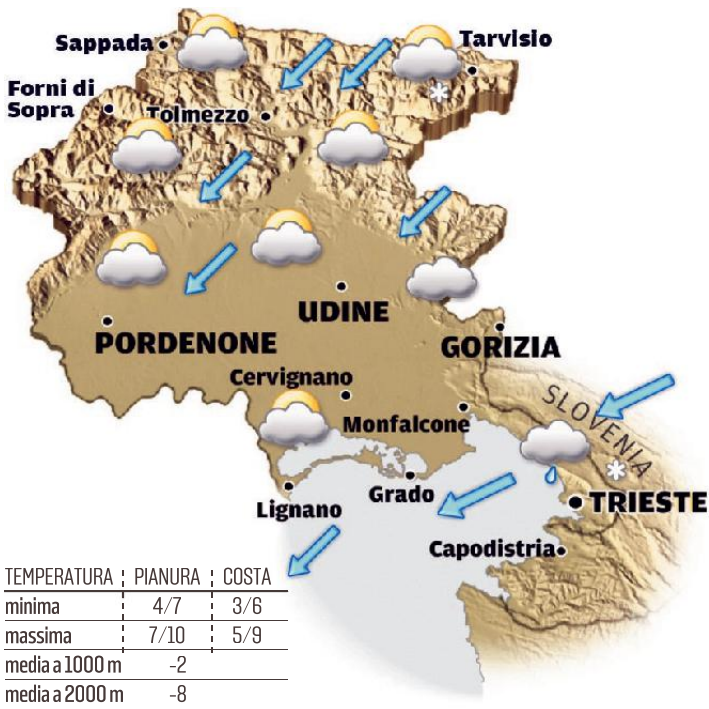 Sappada
Tarvisio
Forni di
Sopra
Tolmezzo
UDINE
PORDENONE
GORIZIA
Cervignano
SLOVENIA
Monfalcone
Grado
Lignano
TRIESTE
Capodistria
TEMPERATURA PIANURA COSTA
minima 4/7 3/6
massima 7/10 5/9
media a 1000 m -2
media a 2000 m -8